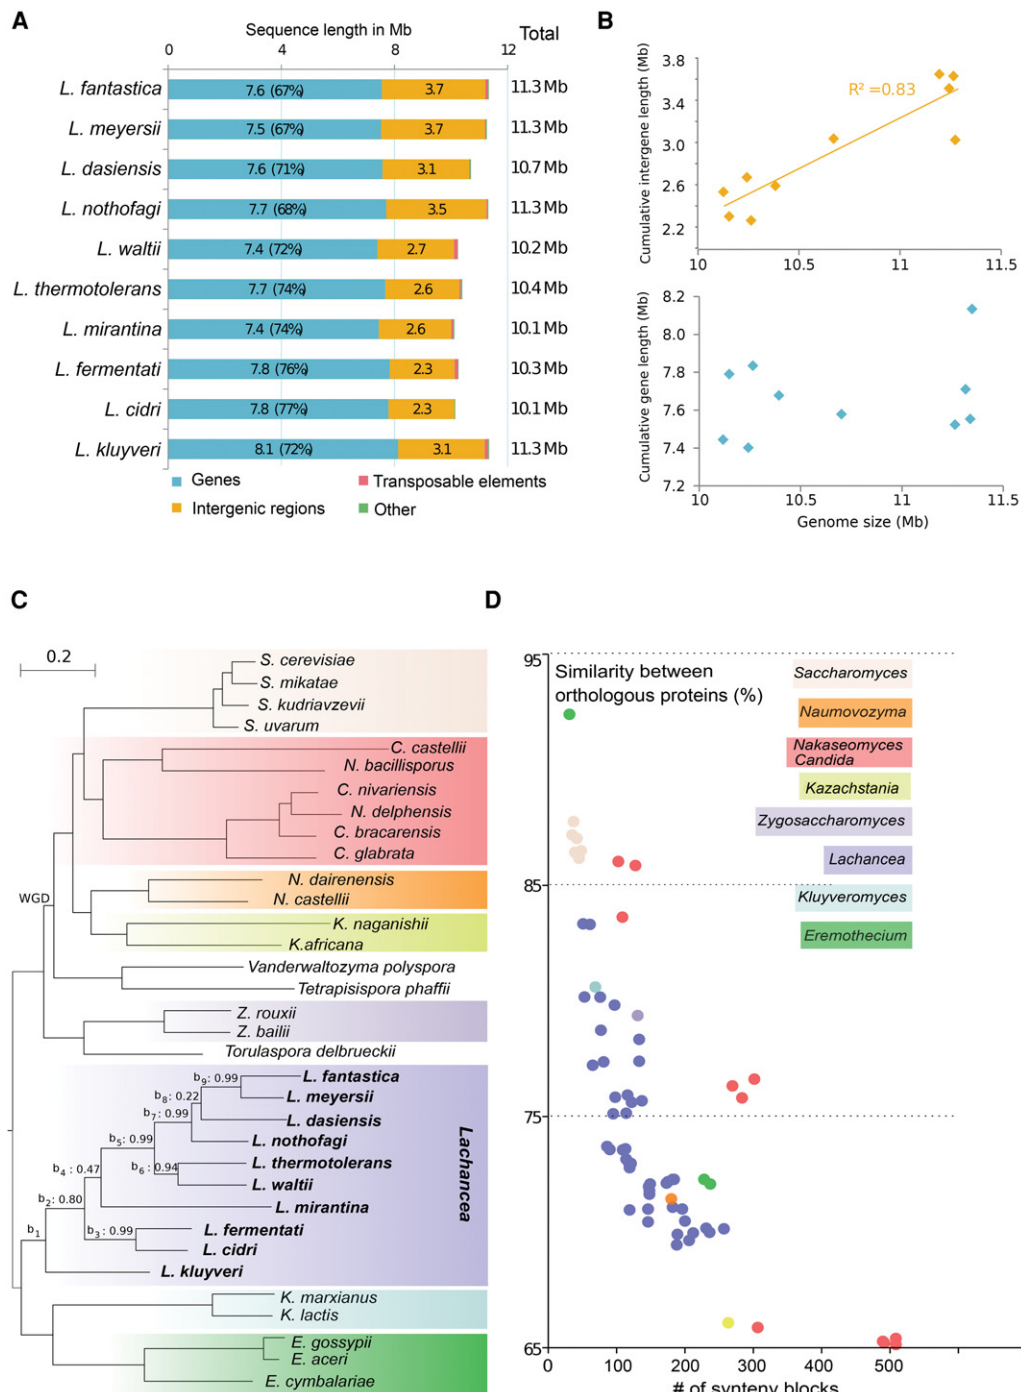 A
Sequence length in Mb
Total
0 4 8 12
L. fantastica 7.6 (67%) 3.7 11.3 Mb
L. meyersii 7.5 (67%) 3.7 11.3 Mb
L. dasiensis 7.6 (71%) 3.1 10.7 Mb
L. nothofagi 7.7 (68%) 3.5 11.3 Mb
L. waltii 7.4 (72%) 2.7 10.2 Mb
L. thermotolerans 7.7 (74%) 2.6 10.4 Mb
L. mirantina 7.4 (74%) 2.6 10.1 Mb
L. fermentati 7.8 (76%) 2.3 10.3 Mb
L. cidri 7.8 (77%) 2.3 10.1 Mb
L. kluyveri 8.1 (72%) 3.1 11.3 Mb
Genes
Transposable elements
Intergenic regions
Other
B
Cumulative intergene length (Mb)
3.8
3.4
3.0
2.6
2.2
R² =0.83
10 10.5 11 11.5
Cumulative gene length (Mb)
8.2
8.0
7.8
7.6
7.4
7.2
10 10.5 11 11.5
Genome size (Mb)
C
0.2
S. cerevisiae
S. mikatae
S. kudriavzevii
S. uvarum
C. castellii
N. bacillisporus
C. nivariensis
N. delphensis
C. bracarensis
C. glabrata
N. dairenensis
WGD
N. castellii
K. naganishii
K.africana
Vanderwaltozyma polyspora
Tetrapisispora phaffii
Z. rouxii
Z. bailii
Torulaspora delbrueckii
b9: 0.99
L. fantastica
b8: 0.22
L. meyersii
b7: 0.99
L. dasiensis
b5: 0.99
L. nothofagi
b4: 0.47
b6: 0.94
L. thermotolerans
L. waltii
b2: 0.80
L. mirantina
b1
b3: 0.99
L. fermentati
L. cidri
L. kluyveri
Lachancea
K. marxianus
K. lactis
E. gossypii
E. aceri
E. cymbalariae
D
95
85
75
65
Similarity between
orthologous proteins (%)
Saccharomyces
Naumovozyma
Nakaseomyces
Candida
Kazachstania
Zygosaccharomyces
Lachancea
Kluyveromyces
Eremothecium
0 100 200 300 400 500
# of synteny blocks